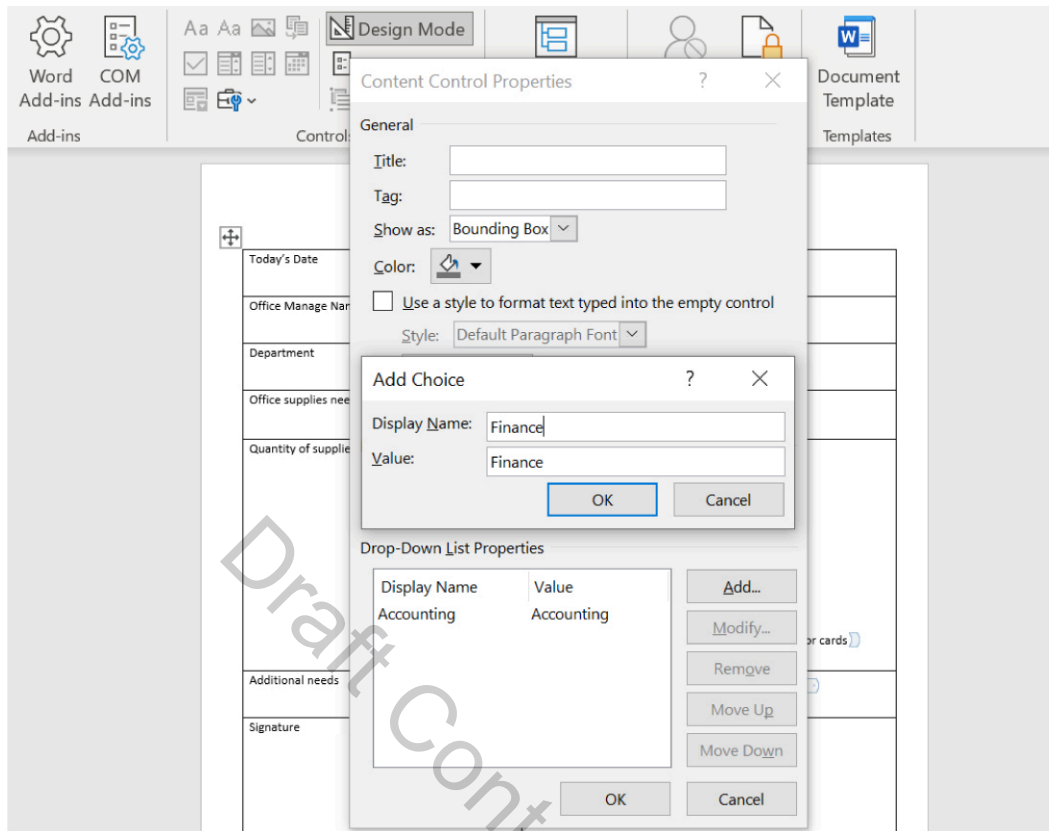 Aa Aa
Design Mode
Word
Add-ins
COM
Add-ins
Document
Template
Add-ins
Templates
Content Control Properties ?
General
Title:
Tag:
Show as: Bounding Box
Color:
Use a style to format text typed into the empty control
Style: Default Paragraph Font
Today's Date
Office Manage Nar
Department
Office supplies nee
Quantity of supplie
Additional needs
Signature
Add Choice ?
Display Name: Finance
Value: Finance
OK Cancel
Drop-Down List Properties
Display Name Value
Accounting Accounting
Add...
Modify...
Remove
Move Up
Move Down
or cards
OK Cancel
Control
Draft Cont